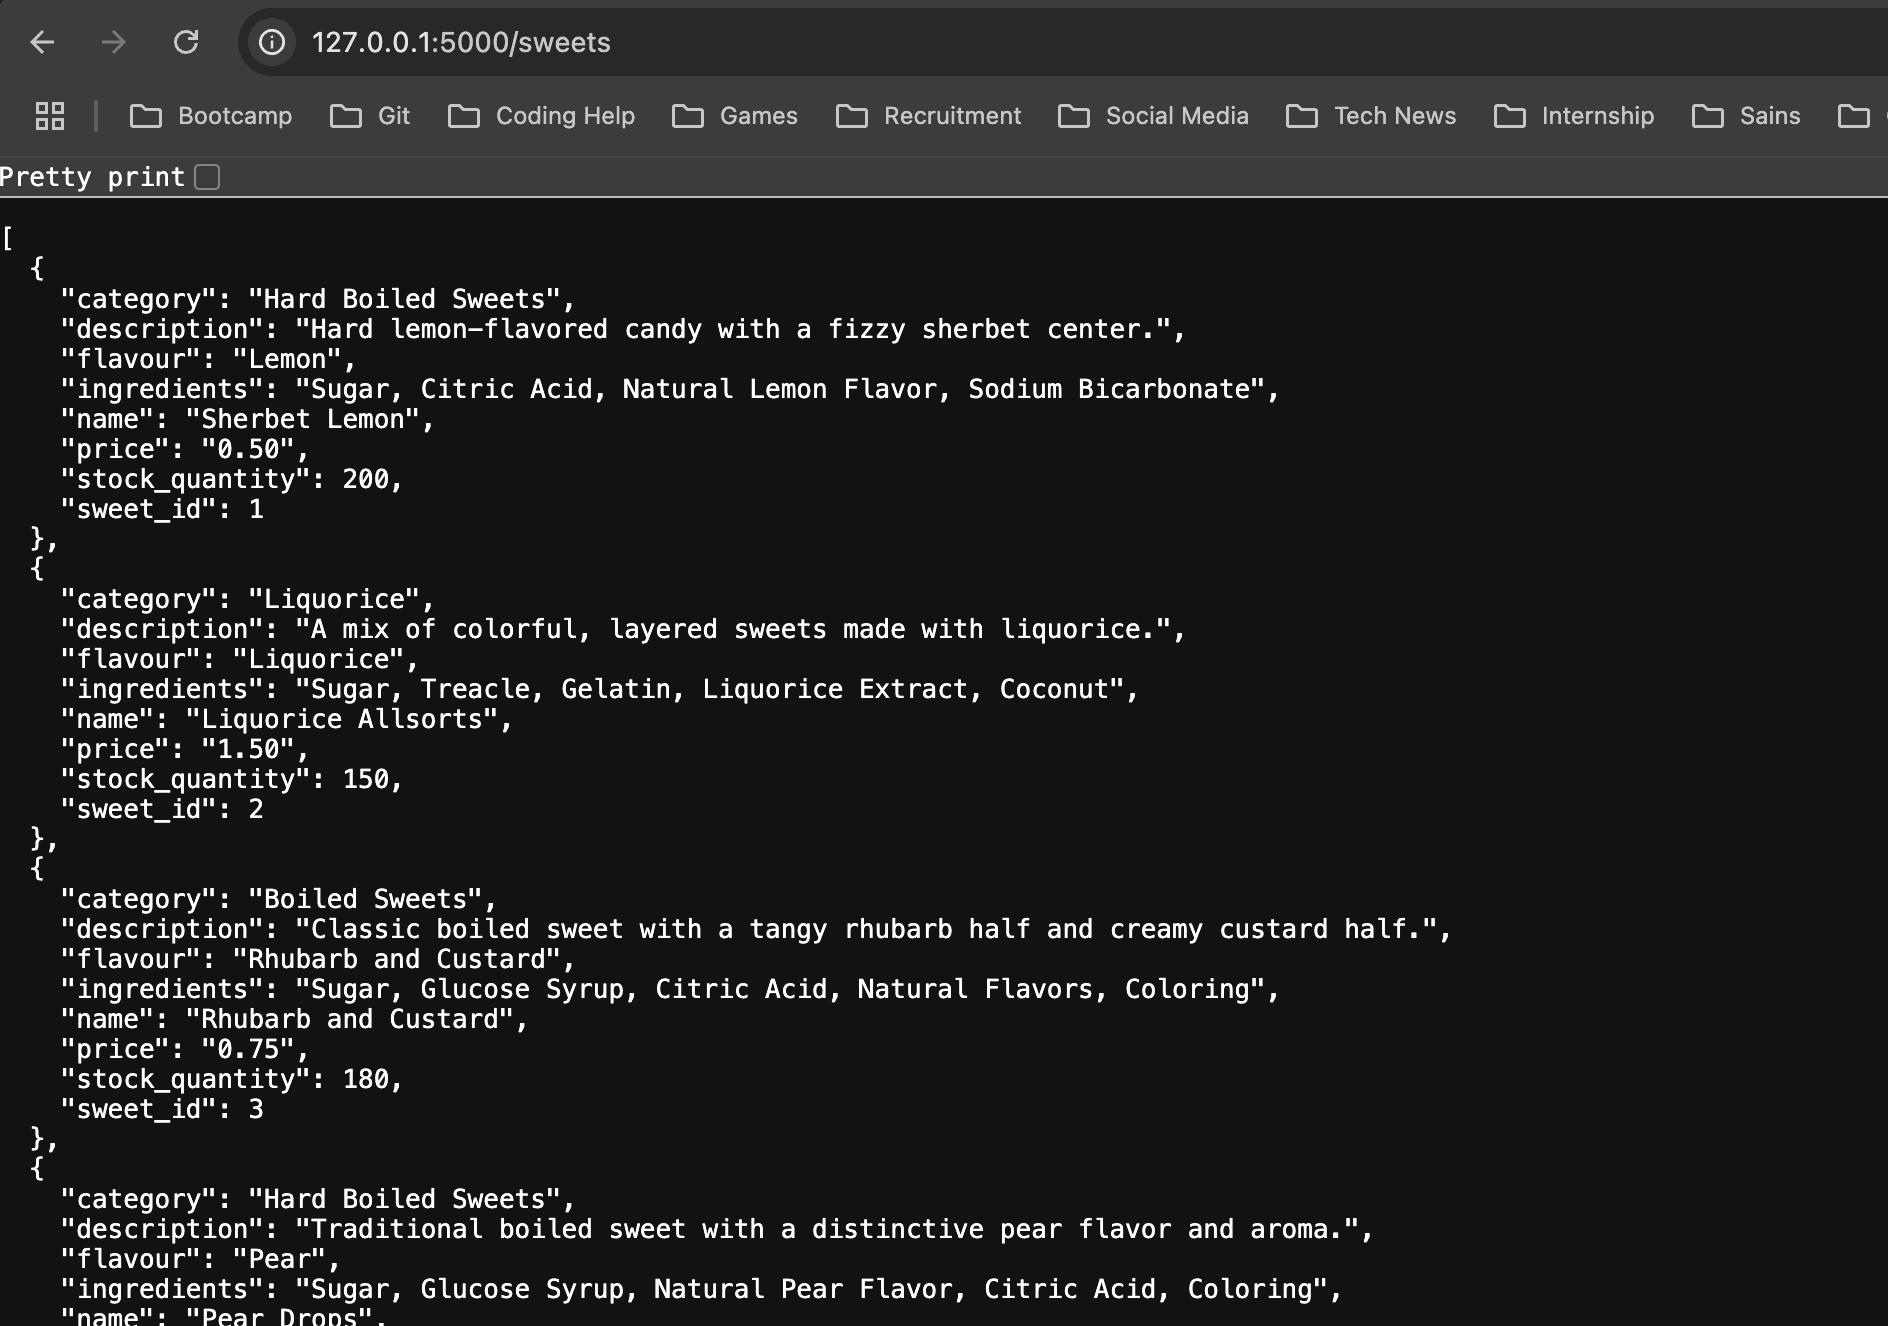 127.0.0.1:5000/sweets
Bootcamp Git Coding Help Games Recruitment Social Media Tech News Internship Sains
Pretty print
[
  {
    "category": "Hard Boiled Sweets",
    "description": "Hard lemon-flavored candy with a fizzy sherbet center.",
    "flavour": "Lemon",
    "ingredients": "Sugar, Citric Acid, Natural Lemon Flavor, Sodium Bicarbonate",
    "name": "Sherbet Lemon",
    "price": "0.50",
    "stock_quantity": 200,
    "sweet_id": 1
  },
  {
    "category": "Liquorice",
    "description": "A mix of colorful, layered sweets made with liquorice.",
    "flavour": "Liquorice",
    "ingredients": "Sugar, Treacle, Gelatin, Liquorice Extract, Coconut",
    "name": "Liquorice Allsorts",
    "price": "1.50",
    "stock_quantity": 150,
    "sweet_id": 2
  },
  {
    "category": "Boiled Sweets",
    "description": "Classic boiled sweet with a tangy rhubarb half and creamy custard half.",
    "flavour": "Rhubarb and Custard",
    "ingredients": "Sugar, Glucose Syrup, Citric Acid, Natural Flavors, Coloring",
    "name": "Rhubarb and Custard",
    "price": "0.75",
    "stock_quantity": 180,
    "sweet_id": 3
  },
  {
    "category": "Hard Boiled Sweets",
    "description": "Traditional boiled sweet with a distinctive pear flavor and aroma.",
    "flavour": "Pear",
    "ingredients": "Sugar, Glucose Syrup, Natural Pear Flavor, Citric Acid, Coloring",
    "name": "Pear Drops",